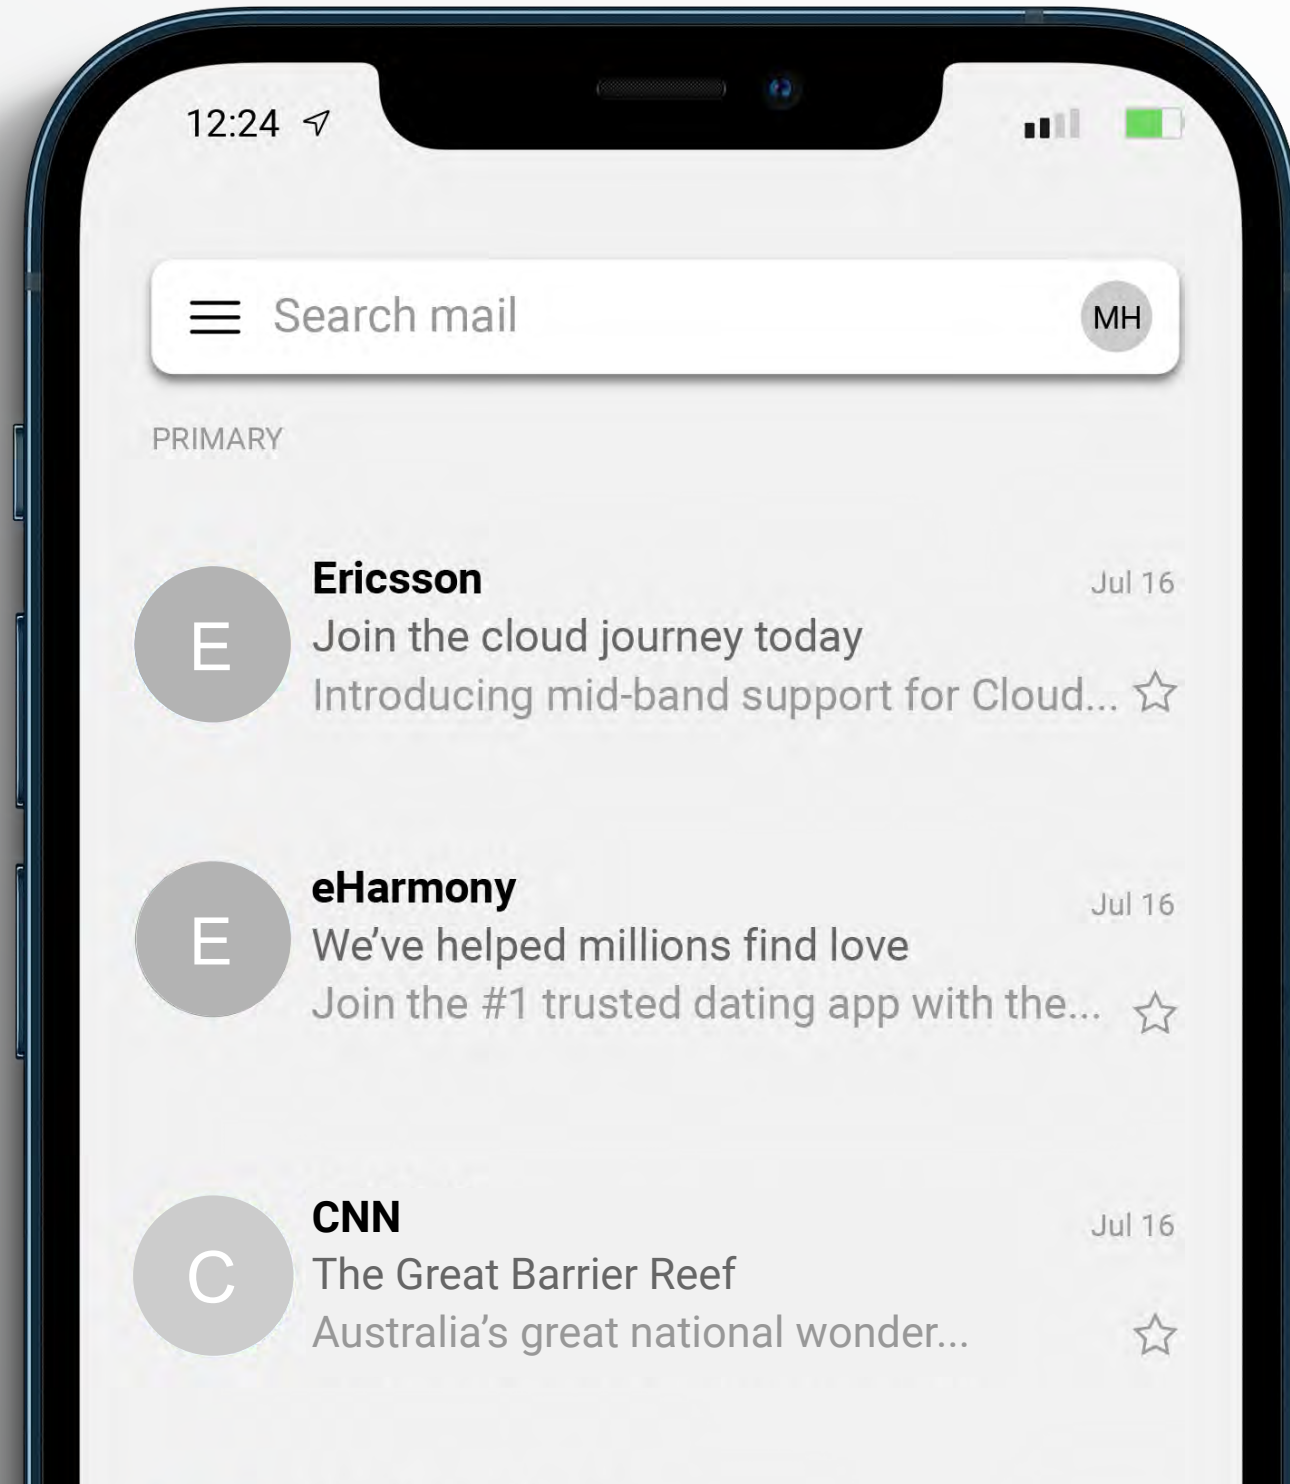 12:24
Search mail
MH
PRIMARY
Ericsson
Jul 16
E
Join the cloud journey today
Introducing mid-band support for Cloud...
eHarmony
Jul 16
E
We've helped millions find love
Join the #1 trusted dating app with the...
CNN
Jul 16
C
The Great Barrier Reef
Australia's great national wonder...